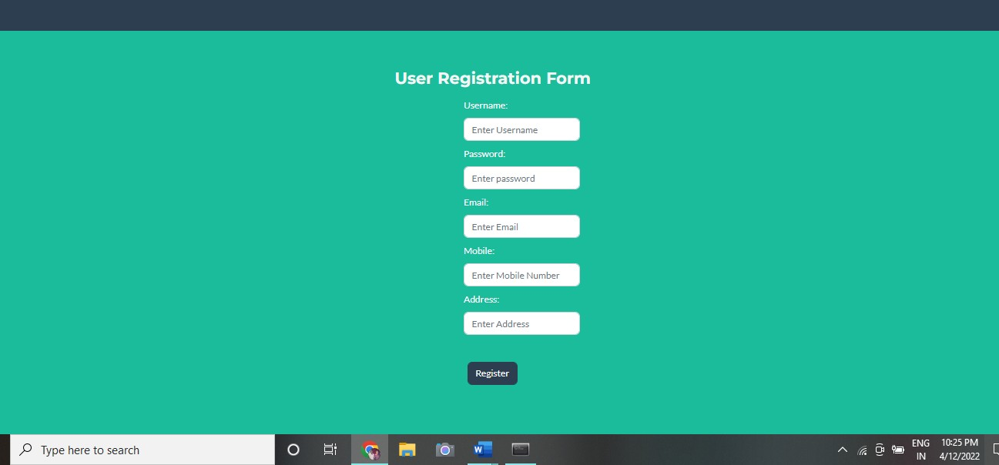 User Registration Form
Username:
Enter Username
Password:
Enter password
Email:
Enter Email
Mobile:
Enter Mobile Number
Address:
Enter Address
Register
Type here to search
W
ENG
IN
10:25 PM
4/12/2022